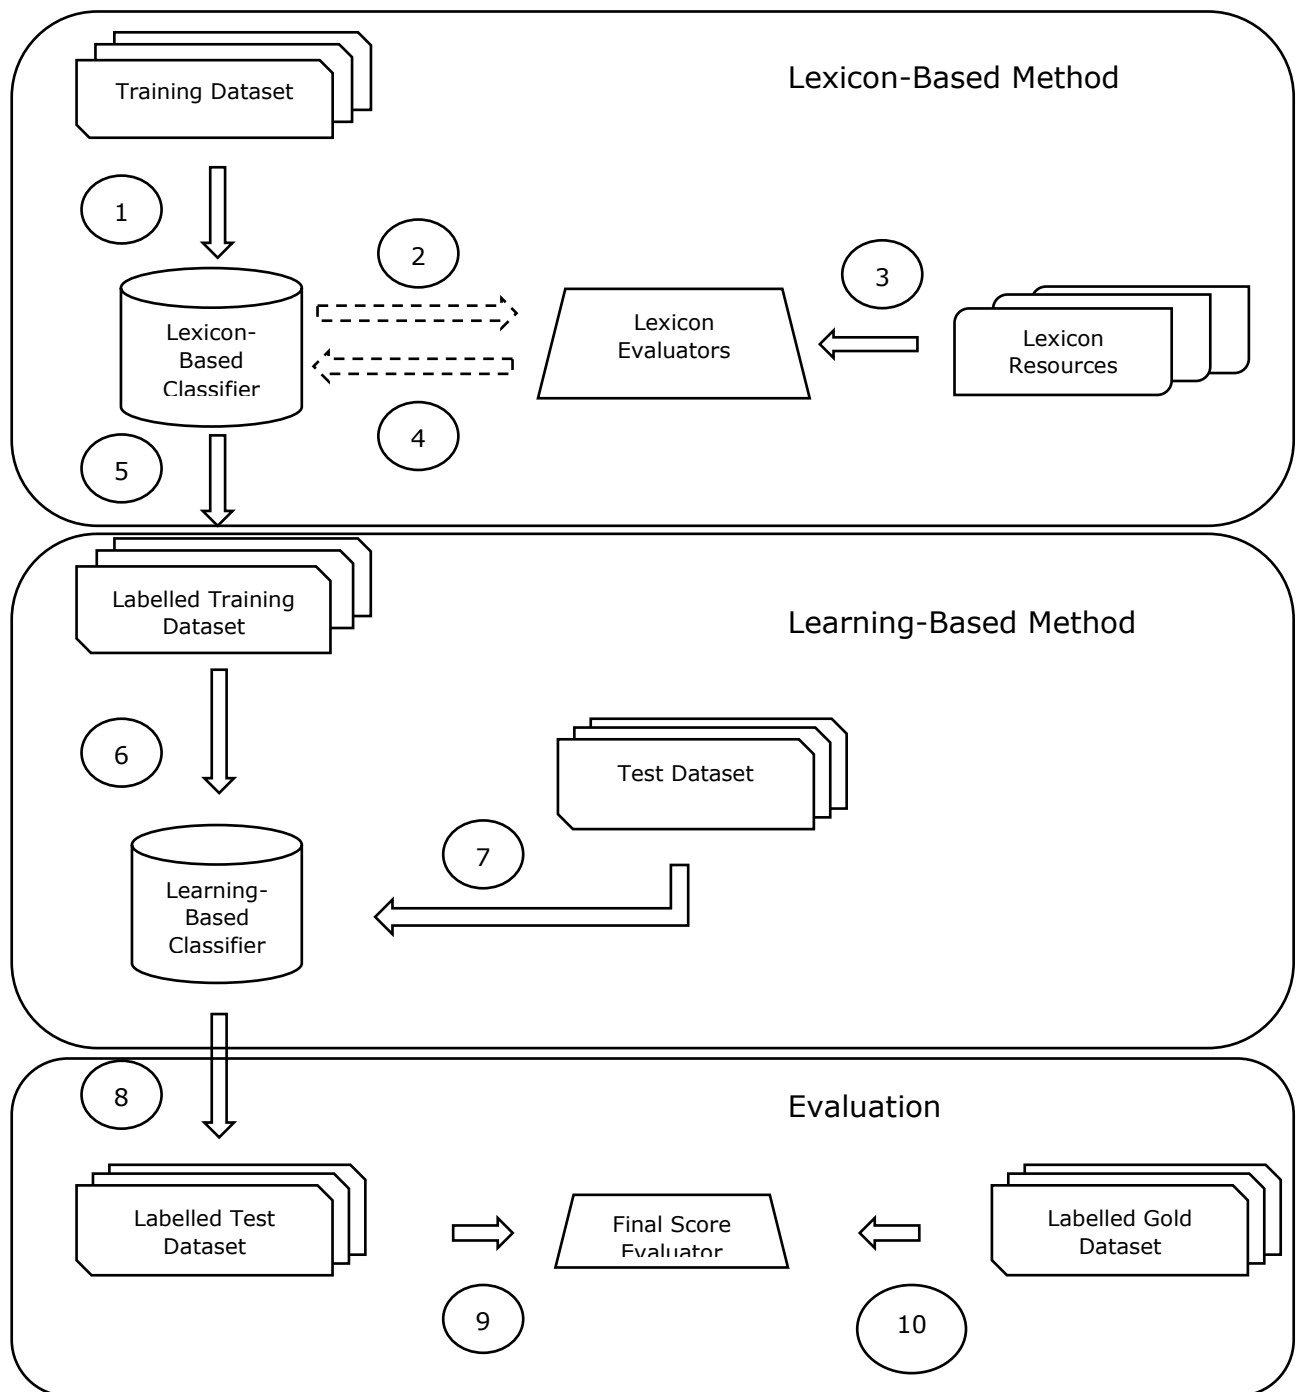 Training Dataset
Lexicon-Based Method
1
2
3
Lexicon-
Based
Classifier
Lexicon
Evaluators
Lexicon
Resources
4
5
Labelled Training
Dataset
Learning-Based Method
6
Test Dataset
7
Learning-
Based
Classifier
8
Evaluation
Labelled Test
Dataset
Final Score
Evaluator
Labelled Gold
Dataset
9
10